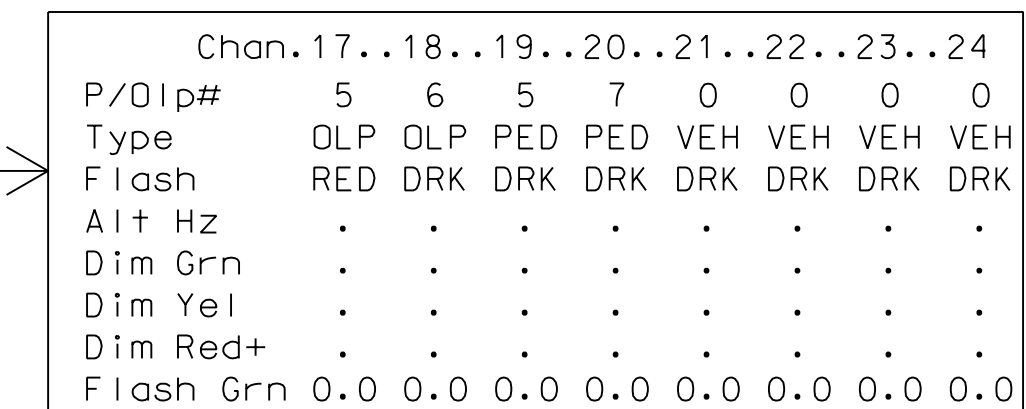 Chan.17..18..19..20..21..22..23..24
P/Olp# 5 6 5 7 0 0 0 0
Type OLP OLP PED PED VEH VEH VEH VEH
Flash RED DRK DRK DRK DRK DRK DRK DRK
Alt Hz . . . . . . . .
Dim Grn . . . . . . . .
Dim Yel . . . . . . . .
Dim Red+ . . . . . . . .
Flash Grn 0.0 0.0 0.0 0.0 0.0 0.0 0.0 0.0